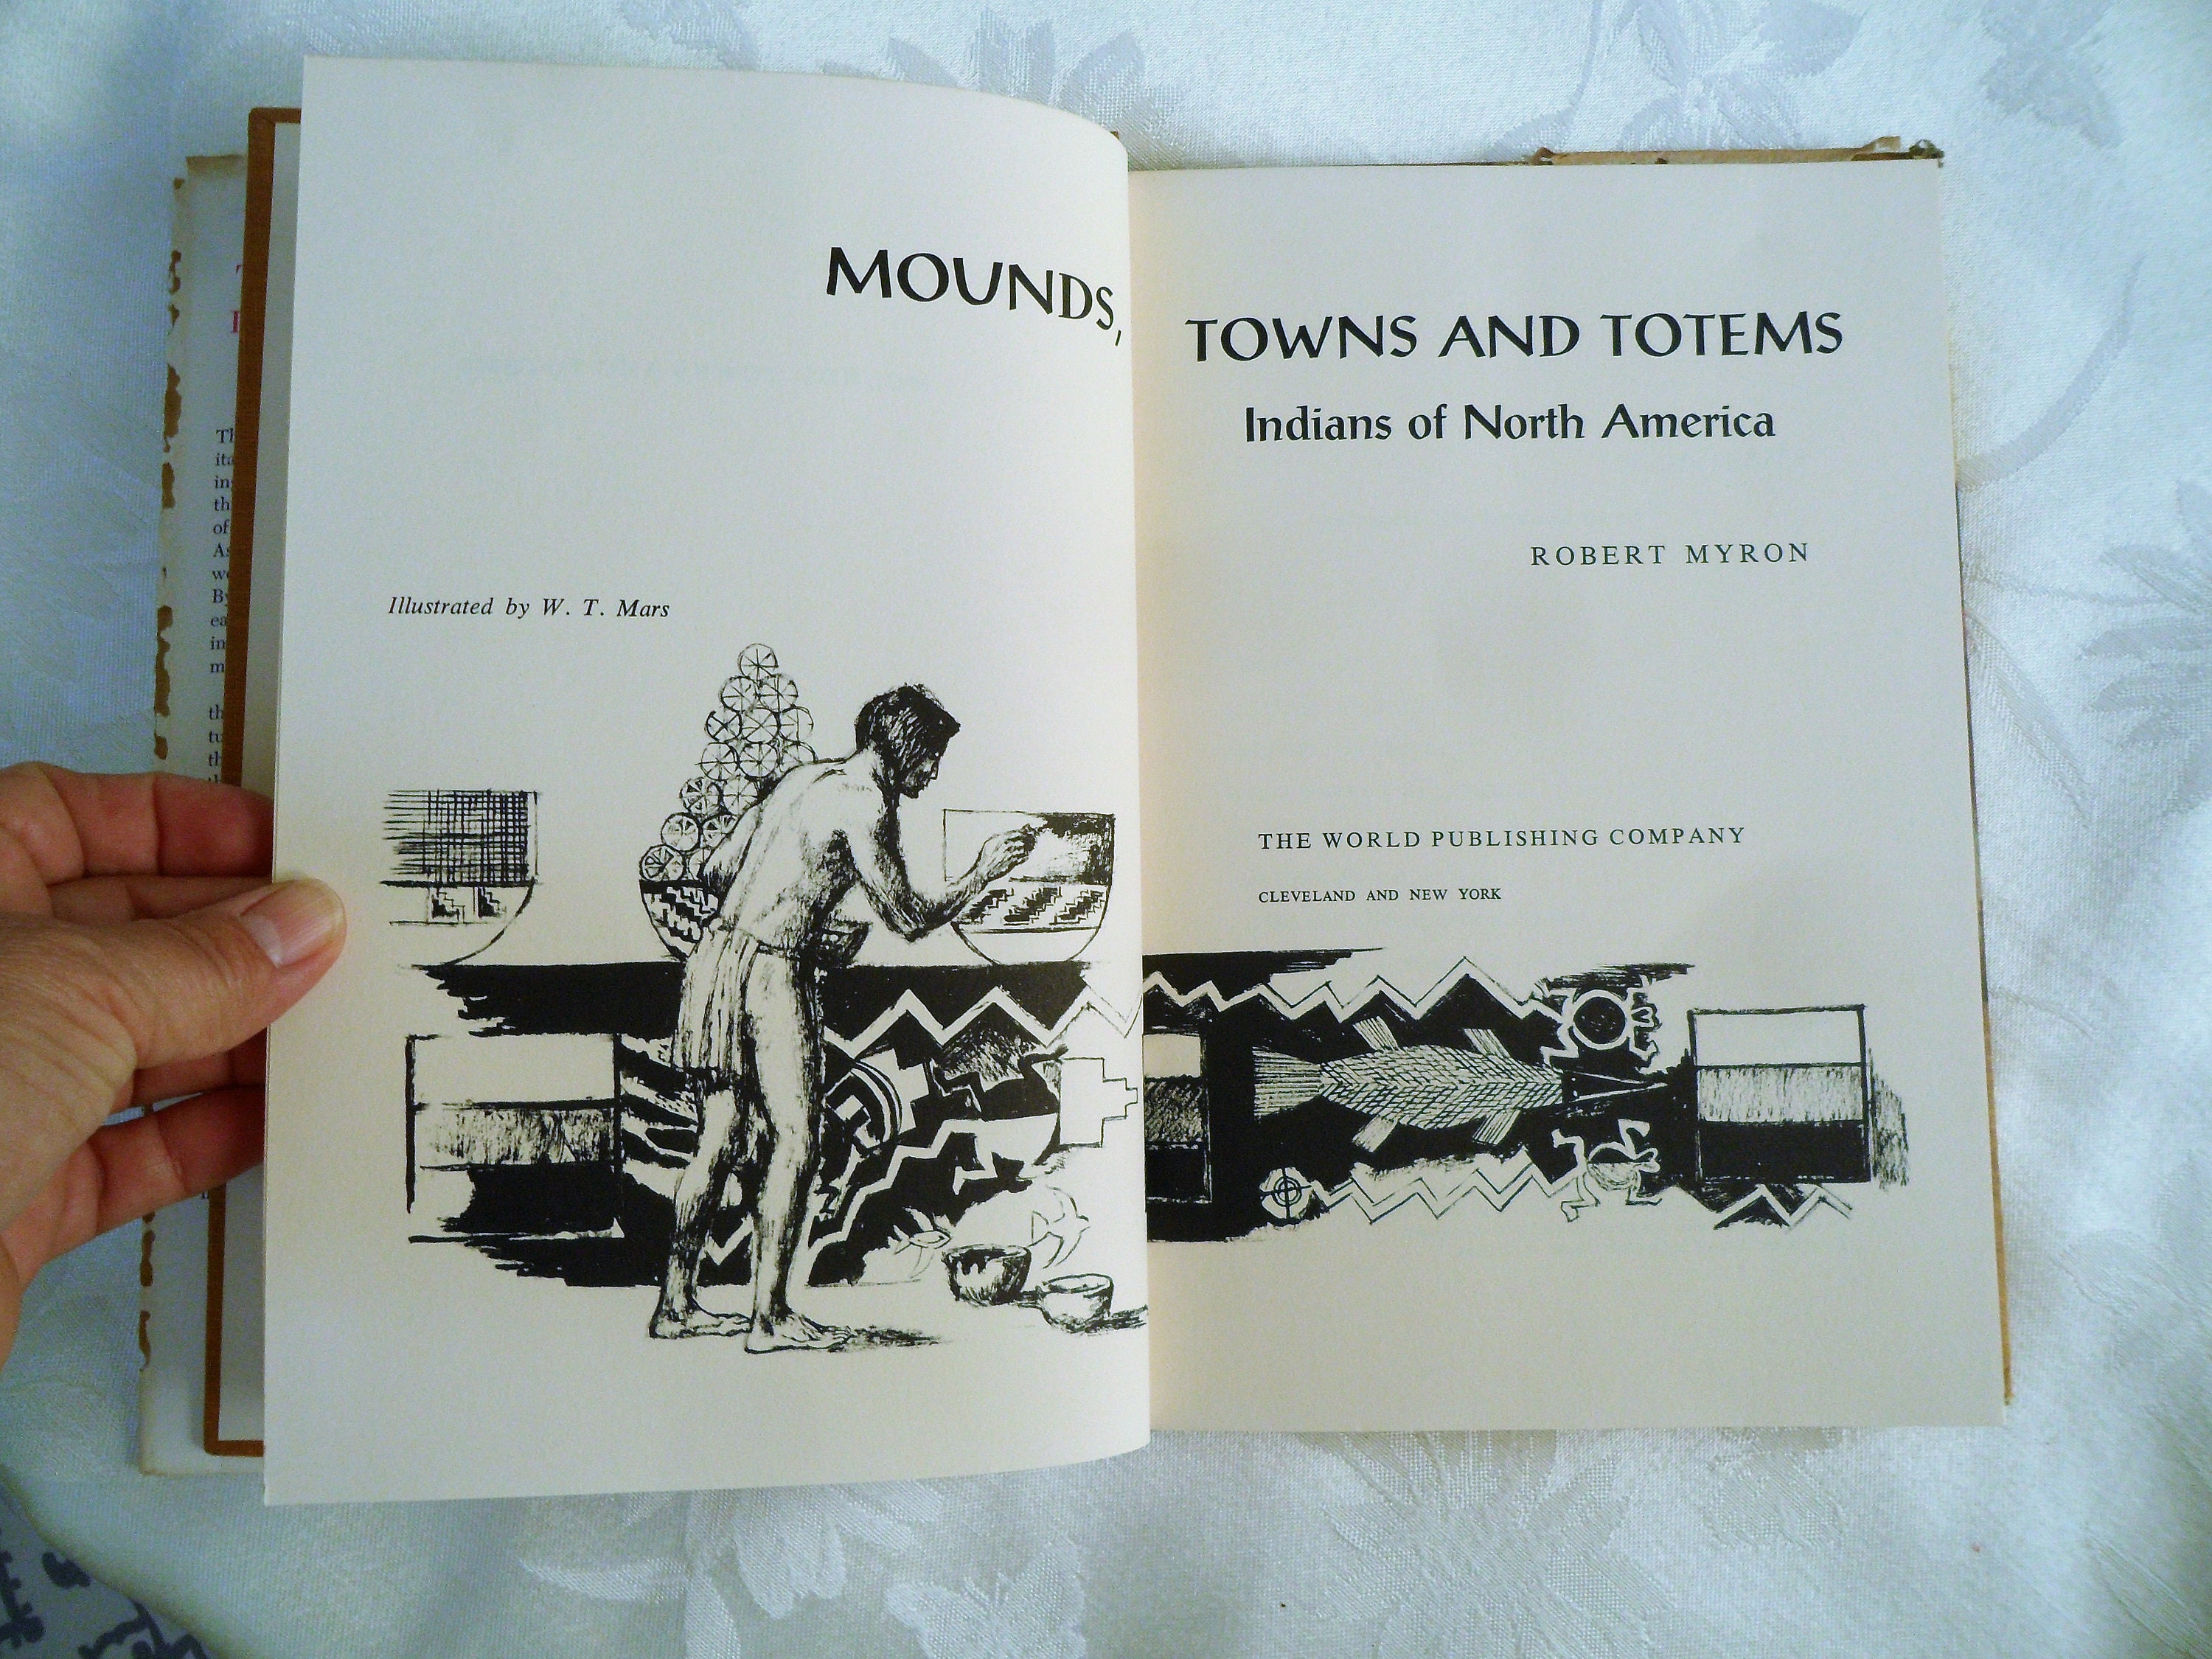 MOUNDS,
TOWNS AND TOTEMS
Indians of North America
ROBERT MYRON
Illustrated by W. T. Mars
THE WORLD PUBLISHING COMPANY
CLEVELAND AND NEW YORK